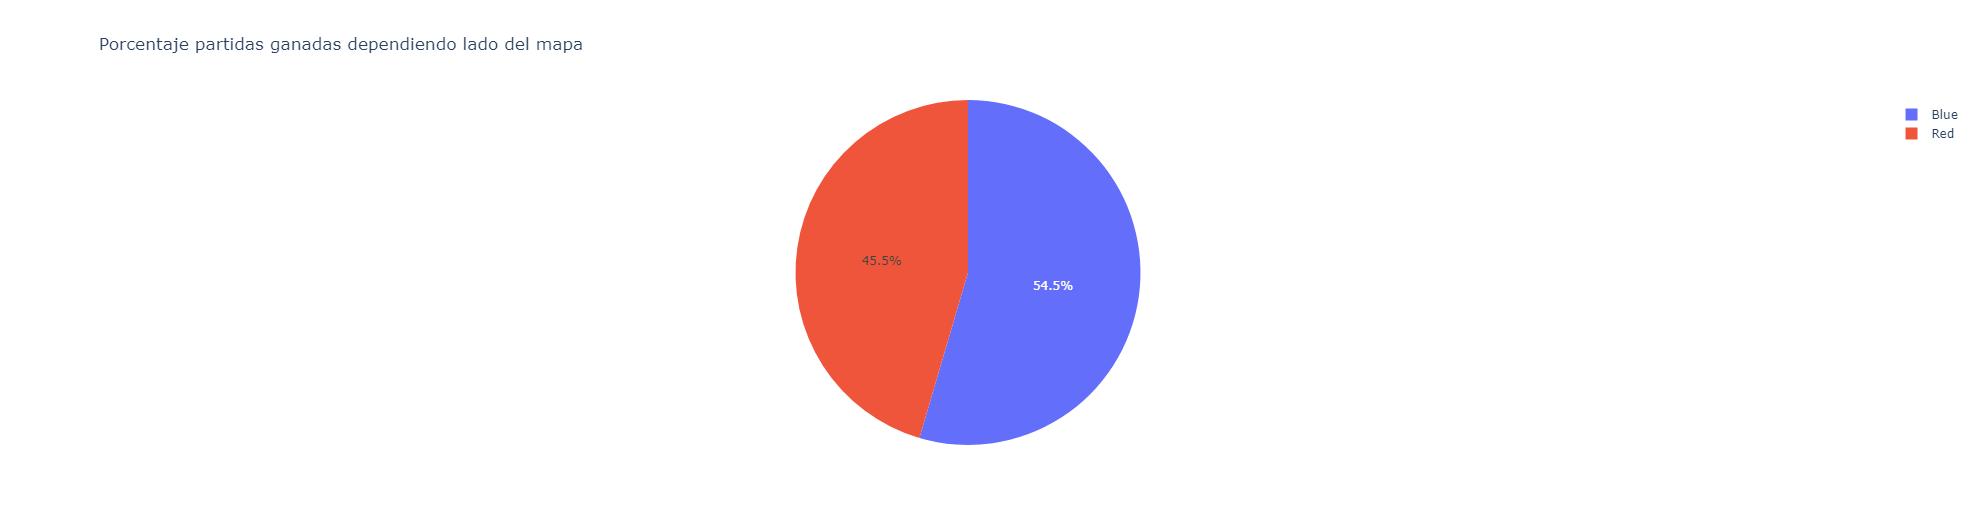 Porcentaje partidas ganadas dependiendo lado del mapa
Blue
Red
45.5%
54.5%